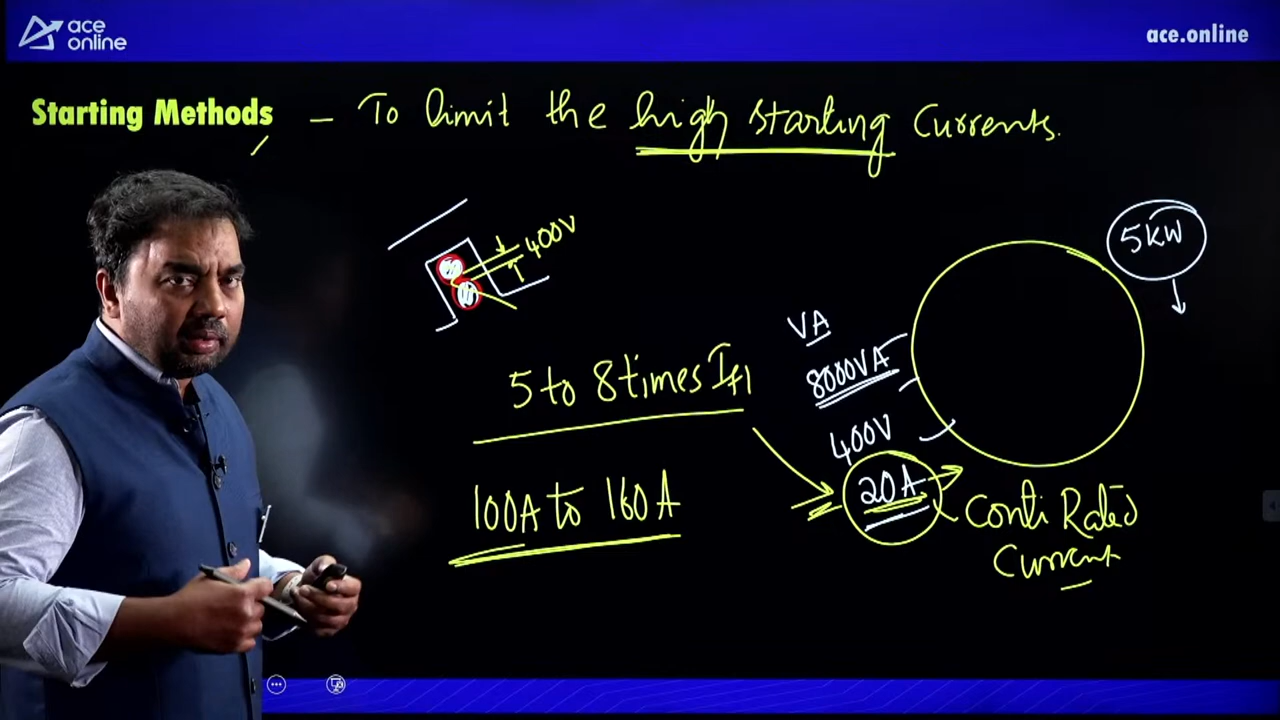 ace
online
ace.online
Starting Methods - To limit the high starting Currents.
400V
5KW
VA
8000VA
5 to 8 times Ifl
400V
20A
100A to 160A
Conti Rated
Current